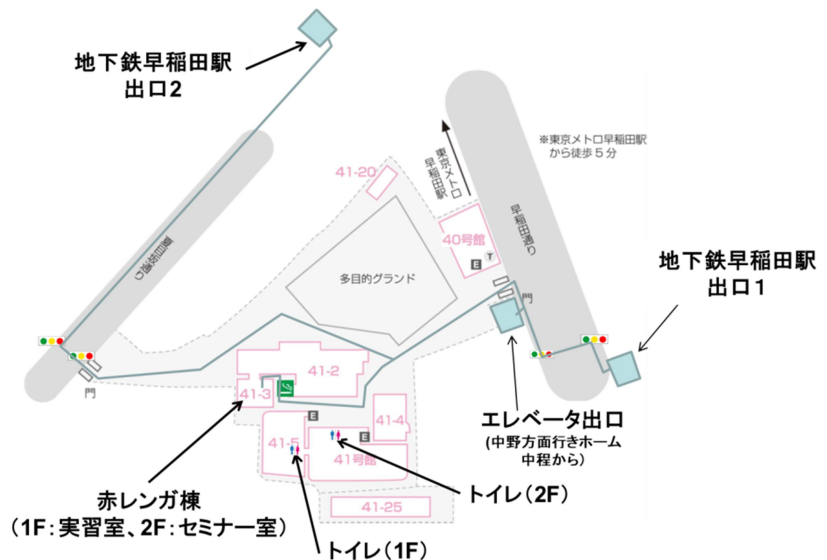 地下鉄早稲田駅
出口2
※東京メトロ早稲田駅
から徒歩5分
東京メトロ
早稲田駅
41-20
40号館
E
早稲田通り
多目的グランド
地下鉄早稲田駅
出口1
門
門
41-2
41-3
エレベータ出口
(中野方面行きホーム
中程から)
41-4
E
E
41-5
41号館
赤レンガ棟
(1F:実習室、2F:セミナー室)
トイレ(2F)
41-25
トイレ(1F)